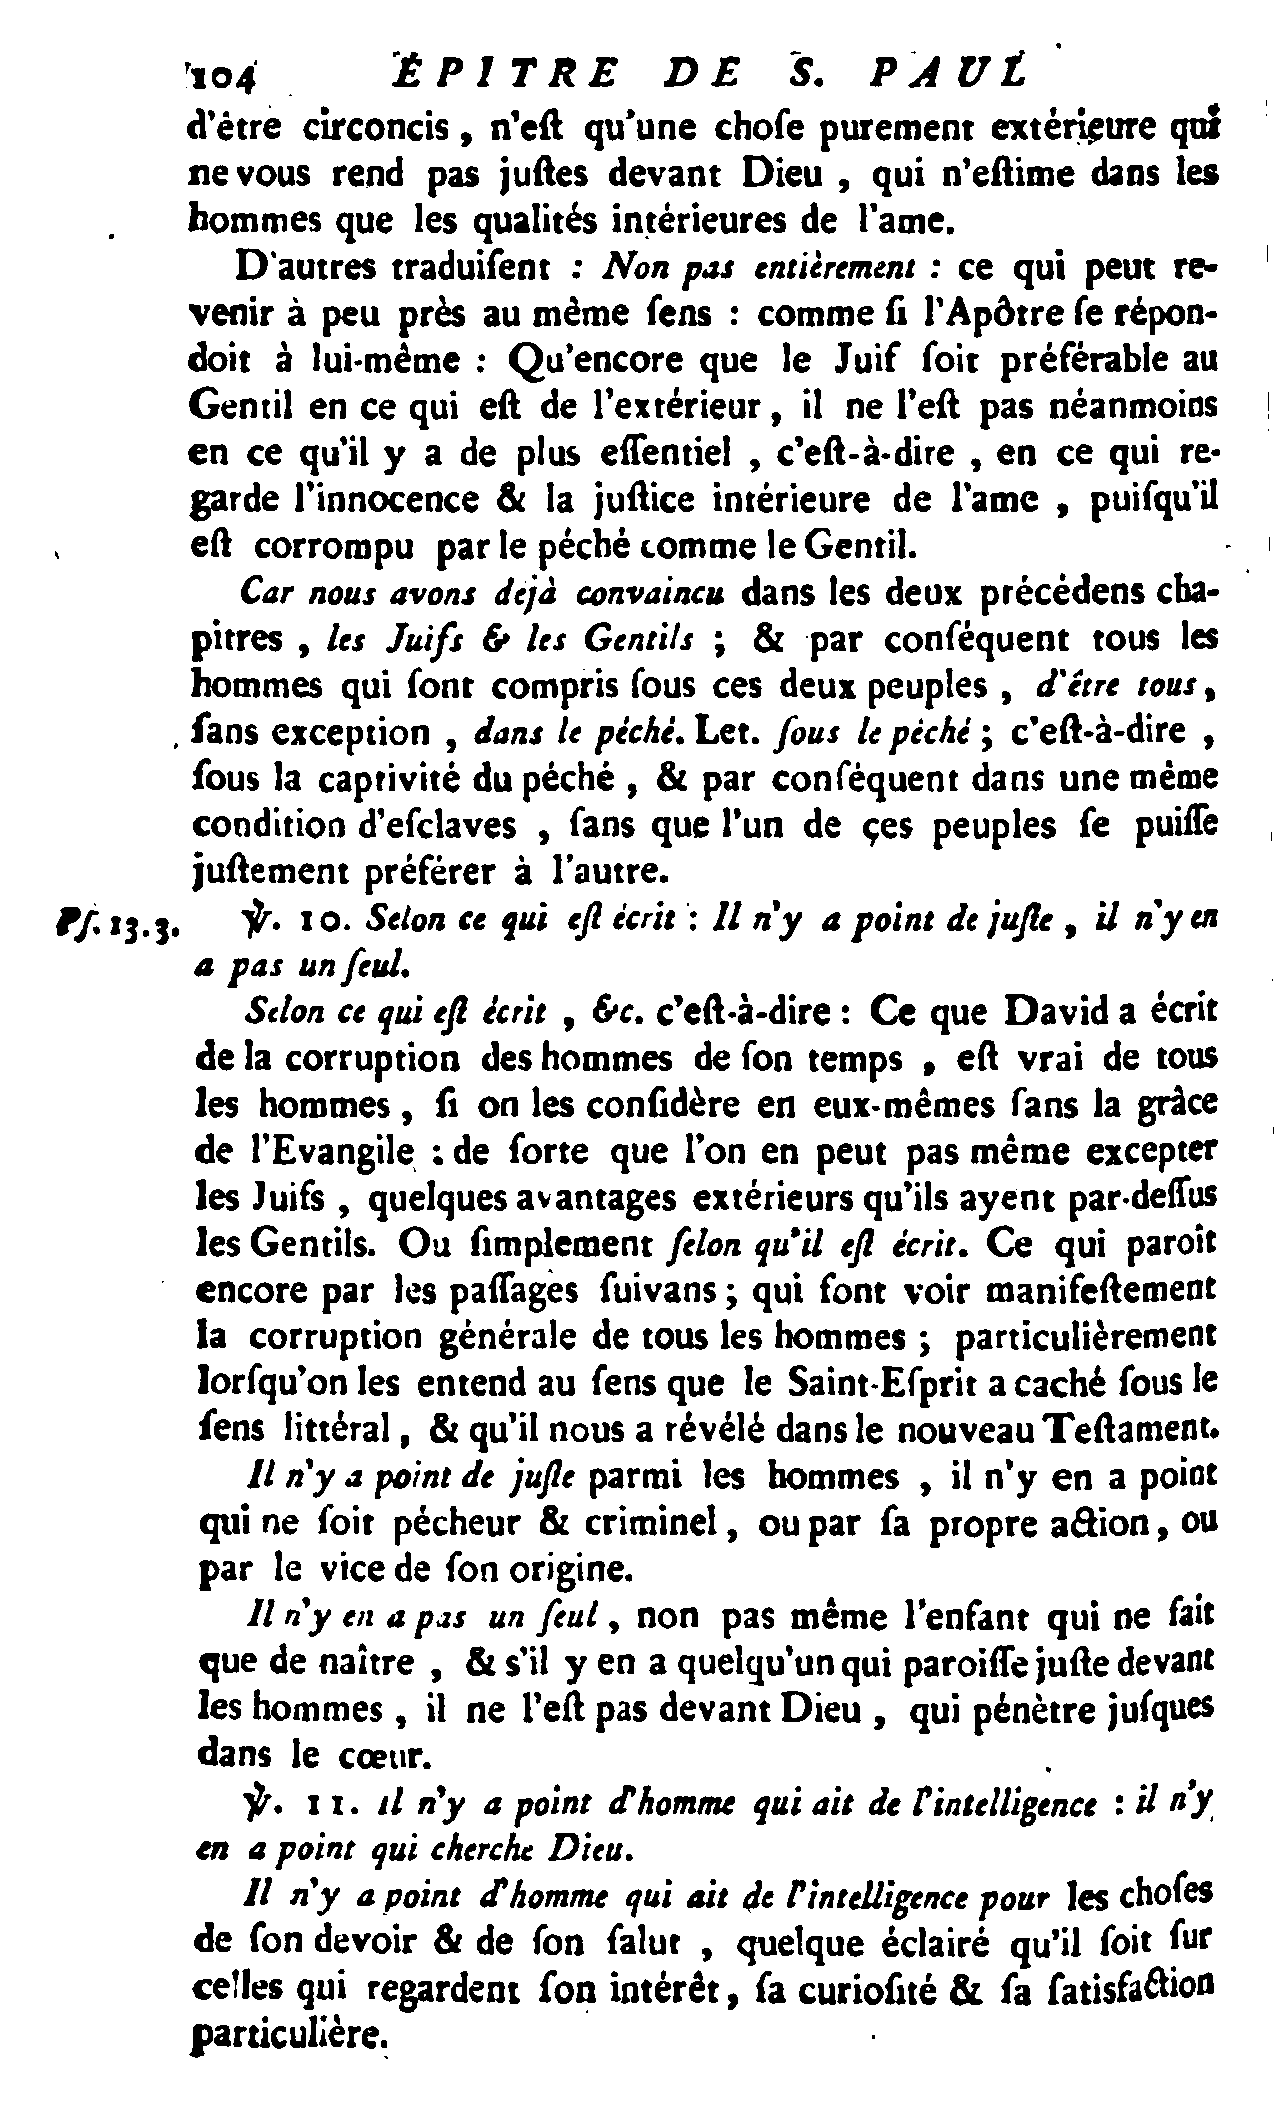 104 ÉPITRE DE S. PAUL
d'être circoncis, n'eſt qu'une choſe purement extérieure qui
ne vous rend pas juſtes devant Dieu, qui n'eſtime dans les
hommes que les qualités intérieures de l'ame.
D'autres traduiſent : Non pas entièrement : ce qui peut re-
venir à peu près au même ſens : comme ſi l'Apôtre ſe répon-
doit à lui-même : Qu'encore que le Juif ſoit préférable au
Gentil en ce qui eſt de l'extérieur, il ne l'eſt pas néanmoins
en ce qu'il y a de plus eſſentiel, c'eſt-à-dire, en ce qui re-
garde l'innocence & la juſtice intérieure de l'ame, puiſqu'il
eſt corrompu par le péché comme le Gentil.
Car nous avons dejà convaincu dans les deux précédens cha-
pitres, les Juifs & les Gentils ; & par conſéquent tous les
hommes qui ſont compris ſous ces deux peuples, d'être tous,
ſans exception, dans le péché. Let. ſous le péché ; c'eſt-à-dire,
ſous la captivité du péché, & par conſéquent dans une même
condition d'eſclaves, ſans que l'un de çes peuples ſe puiſſe
juſtement préférer à l'autre.
Pſ. 13.3. ℣. 10. Selon ce qui eſt écrit : Il n'y a point de juſte, il n'y en
a pas un ſeul.
Selon ce qui eſt écrit, &c. c'eſt-à-dire : Ce que David a écrit
de la corruption des hommes de ſon temps, eſt vrai de tous
les hommes, ſi on les conſidère en eux-mêmes ſans la grâce
de l'Evangile : de ſorte que l'on en peut pas même excepter
les Juifs, quelques avantages extérieurs qu'ils ayent par-deſſus
les Gentils. Ou ſimplement ſelon qu'il eſt écrit. Ce qui paroît
encore par les paſſages ſuivans ; qui font voir manifeſtement
la corruption générale de tous les hommes ; particulièrement
lorſqu'on les entend au ſens que le Saint-Eſprit a caché ſous le
ſens littéral, & qu'il nous a révélé dans le nouveau Teſtament.
Il n'y a point de juſte parmi les hommes, il n'y en a point
qui ne ſoit pécheur & criminel, ou par ſa propre action, ou
par le vice de ſon origine.
Il n'y en a pas un ſeul, non pas même l'enfant qui ne fait
que de naître, & s'il y en a quelqu'un qui paroiſſe juſte devant
les hommes, il ne l'eſt pas devant Dieu, qui pénètre juſques
dans le cœur.
℣. 11. il n'y a point d'homme qui ait de l'intelligence : il n'y
en a point qui cherche Dieu.
Il n'y a point d'homme qui ait de l'intelligence pour les choſes
de ſon devoir & de ſon ſalut, quelque éclairé qu'il ſoit ſur
celles qui regardent ſon intérêt, ſa curioſité & ſa ſatisfaction
particulière.